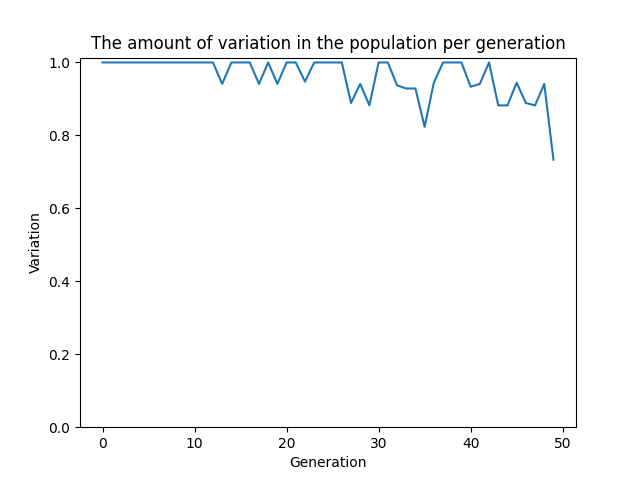 The amount of variation in the population per generation
1.0
0.8
0.6
0.4
0.2
0.0
Variation
0 10 20 30 40 50
Generation